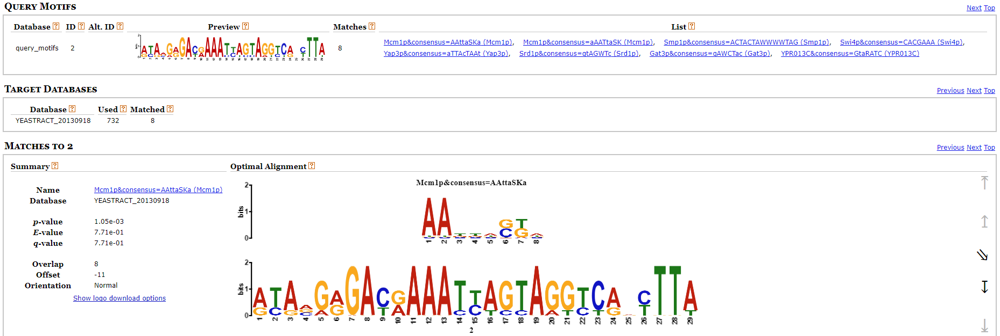 QUERY MOTIFS
Next Top
Database ? ID ? Alt. ID ? Preview ? Matches ? List ?
query_motifs 2 8 Mcm1p&consensus=AAttaSKa (Mcm1p), Mcm1p&consensus=aAATtaSK (Mcm1p), Smp1p&consensus=ACTACTAWWWWTAG (Smp1p), Swi4p&consensus=CACGAAA (Swi4p),
Yap3p&consensus=aTTAcTAAt (Yap3p), Srd1p&consensus=gtAGWTc (Srd1p), Gat3p&consensus=gAWCTac (Gat3p), YPR013C&consensus=GtaRATC (YPR013C)
TARGET DATABASES
Previous Next Top
Database ? Used ? Matched ?
YEASTRACT_20130918 732 8
MATCHES TO 2
Previous Next Top
Summary ? Optimal Alignment ?
Name Mcm1p&consensus=AAttaSKa (Mcm1p)
Database YEASTRACT_20130918
p-value 1.05e-03
E-value 7.71e-01
q-value 7.71e-01
Overlap 8
Offset -11
Orientation Normal
Show logo download options
Mcm1p&consensus=AAttaSKa
2
1
0
bits
1 2 3 4 5 6 7 8
2
1
0
bits
1 2 3 4 5 6 7 8 9 10 11 12 13 14 15 16 17 18 19 20 21 22 23 24 25 26 27 28 29
2